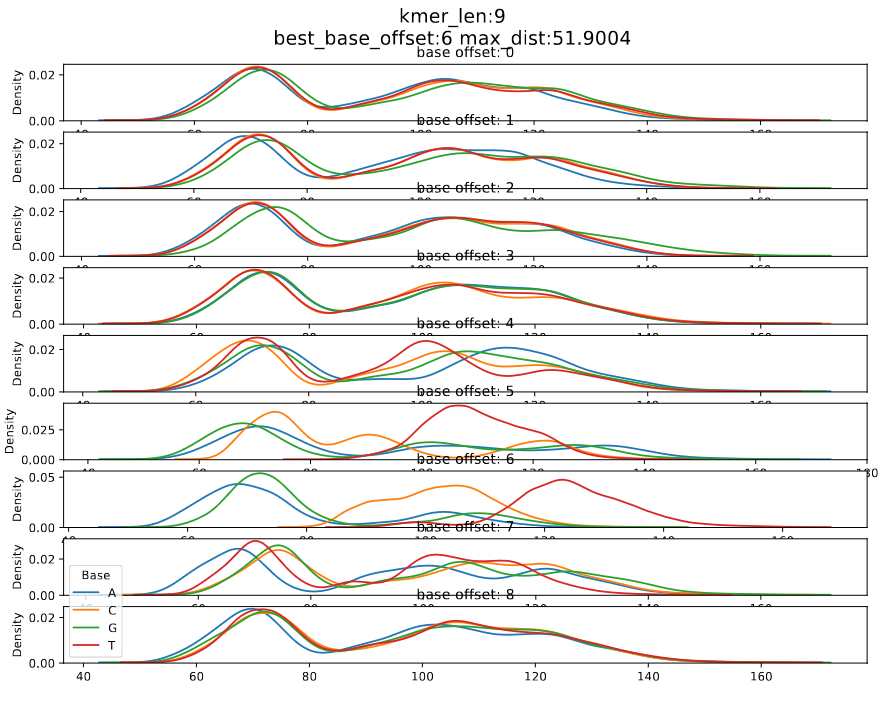 kmer_len:9
best_base_offset:6 max_dist:51.9004
base offset: 0
Density
0.02
0.00
base offset: 1
Density
0.02
0.00
base offset: 2
Density
0.02
0.00
base offset: 3
Density
0.02
0.00
base offset: 4
Density
0.02
0.00
base offset: 5
Density
0.025
0.000
base offset: 6
Density
0.05
0.00
base offset: 7
Density
0.02
0.00
Base
A
C
G
T
base offset: 8
Density
0.02
0.00
40 60 80 100 120 140 160